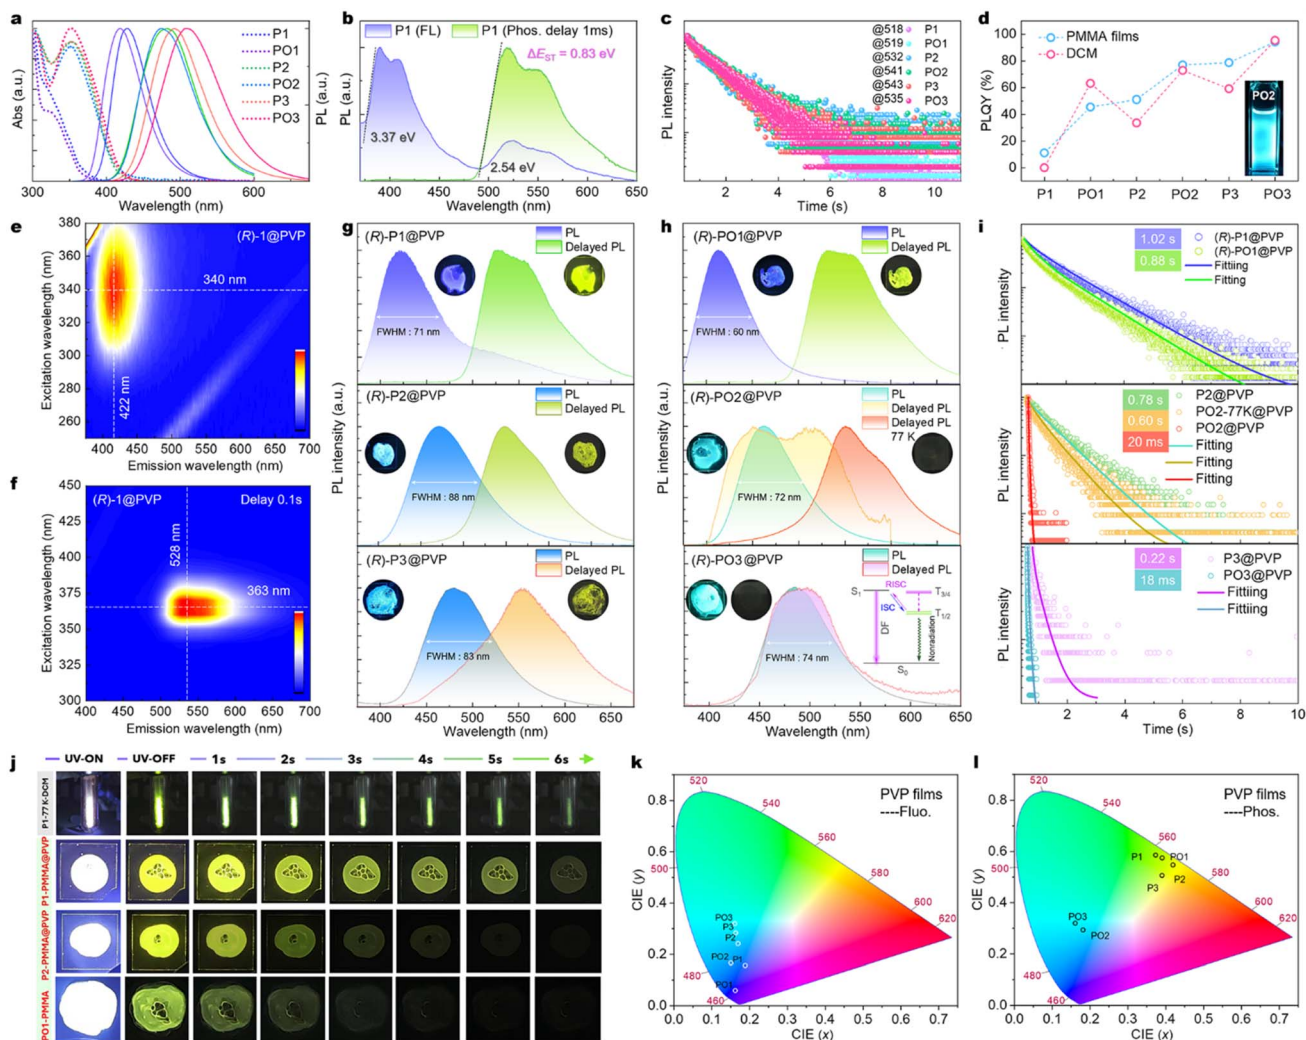 a
P1
PO1
P2
PO2
P3
PO3
Abs (a.u.)
PL (a.u.)
300
400
500
600
Wavelength (nm)
b
P1 (FL)
P1 (Phos. delay 1ms)
ΔE_ST = 0.83 eV
3.37 eV
2.54 eV
PL (a.u.)
400
450
500
550
600
650
Wavelength (nm)
c
@518 P1
@519 PO1
@532 P2
@541 PO2
@543 P3
@535 PO3
PL intensity
2
4
6
8
10
Time (s)
d
PMMA films
DCM
PO2
PLQY (%)
100
80
60
40
20
0
P1
PO1
P2
PO2
P3
PO3
e
(R)-1@PVP
340 nm
422 nm
Excitation wavelength (nm)
380
360
340
320
300
280
260
400
450
500
550
600
650
700
Emission wavelength (nm)
f
(R)-1@PVP
Delay 0.1s
528 nm
363 nm
Excitation wavelength (nm)
450
425
400
375
350
325
300
400
450
500
550
600
650
700
Emission wavelength (nm)
g
(R)-P1@PVP
PL
Delayed PL
FWHM : 71 nm
(R)-P2@PVP
PL
Delayed PL
FWHM : 88 nm
(R)-P3@PVP
PL
Delayed PL
FWHM : 83 nm
PL intensity (a.u.)
400
450
500
550
600
650
Wavelength (nm)
h
(R)-PO1@PVP
PL
Delayed PL
FWHM : 60 nm
(R)-PO2@PVP
PL
Delayed PL
Delayed PL
77 K
FWHM : 72 nm
(R)-PO3@PVP
PL
Delayed PL
FWHM : 74 nm
S1
RISC
T3/4
ISC
T1/2
DF
Nonradiation
S0
PL intensity (a.u.)
400
450
500
550
600
650
Wavelength (nm)
i
1.02 s
0.88 s
(R)-P1@PVP
(R)-PO1@PVP
Fittiing
Fitting
PL intensity
0.78 s
0.60 s
20 ms
P2@PVP
PO2-77K@PVP
PO2@PVP
Fitting
Fitting
Fitting
PL intensity
0.22 s
18 ms
P3@PVP
PO3@PVP
Fittiing
Fittiing
PL intensity
2
4
6
8
10
Time (s)
j
UV-ON
UV-OFF
1s
2s
3s
4s
5s
6s
P1-77K-DCM
P1-PMMA@PVP
P2-PMMA@PVP
PO1-PMMA
k
PVP films
----Fluo.
520
540
560
580
600
620
500
480
460
PO3
P3
P2
PO2
P1
PO1
CIE (y)
0.8
0.6
0.4
0.2
0.0
0.0
0.1
0.2
0.3
0.4
0.5
0.6
0.7
CIE (x)
l
PVP films
----Phos.
520
540
560
580
600
620
500
480
460
P1
PO1
P2
P3
PO3
PO2
CIE (y)
0.8
0.6
0.4
0.2
0.0
0.0
0.1
0.2
0.3
0.4
0.5
0.6
0.7
CIE (x)